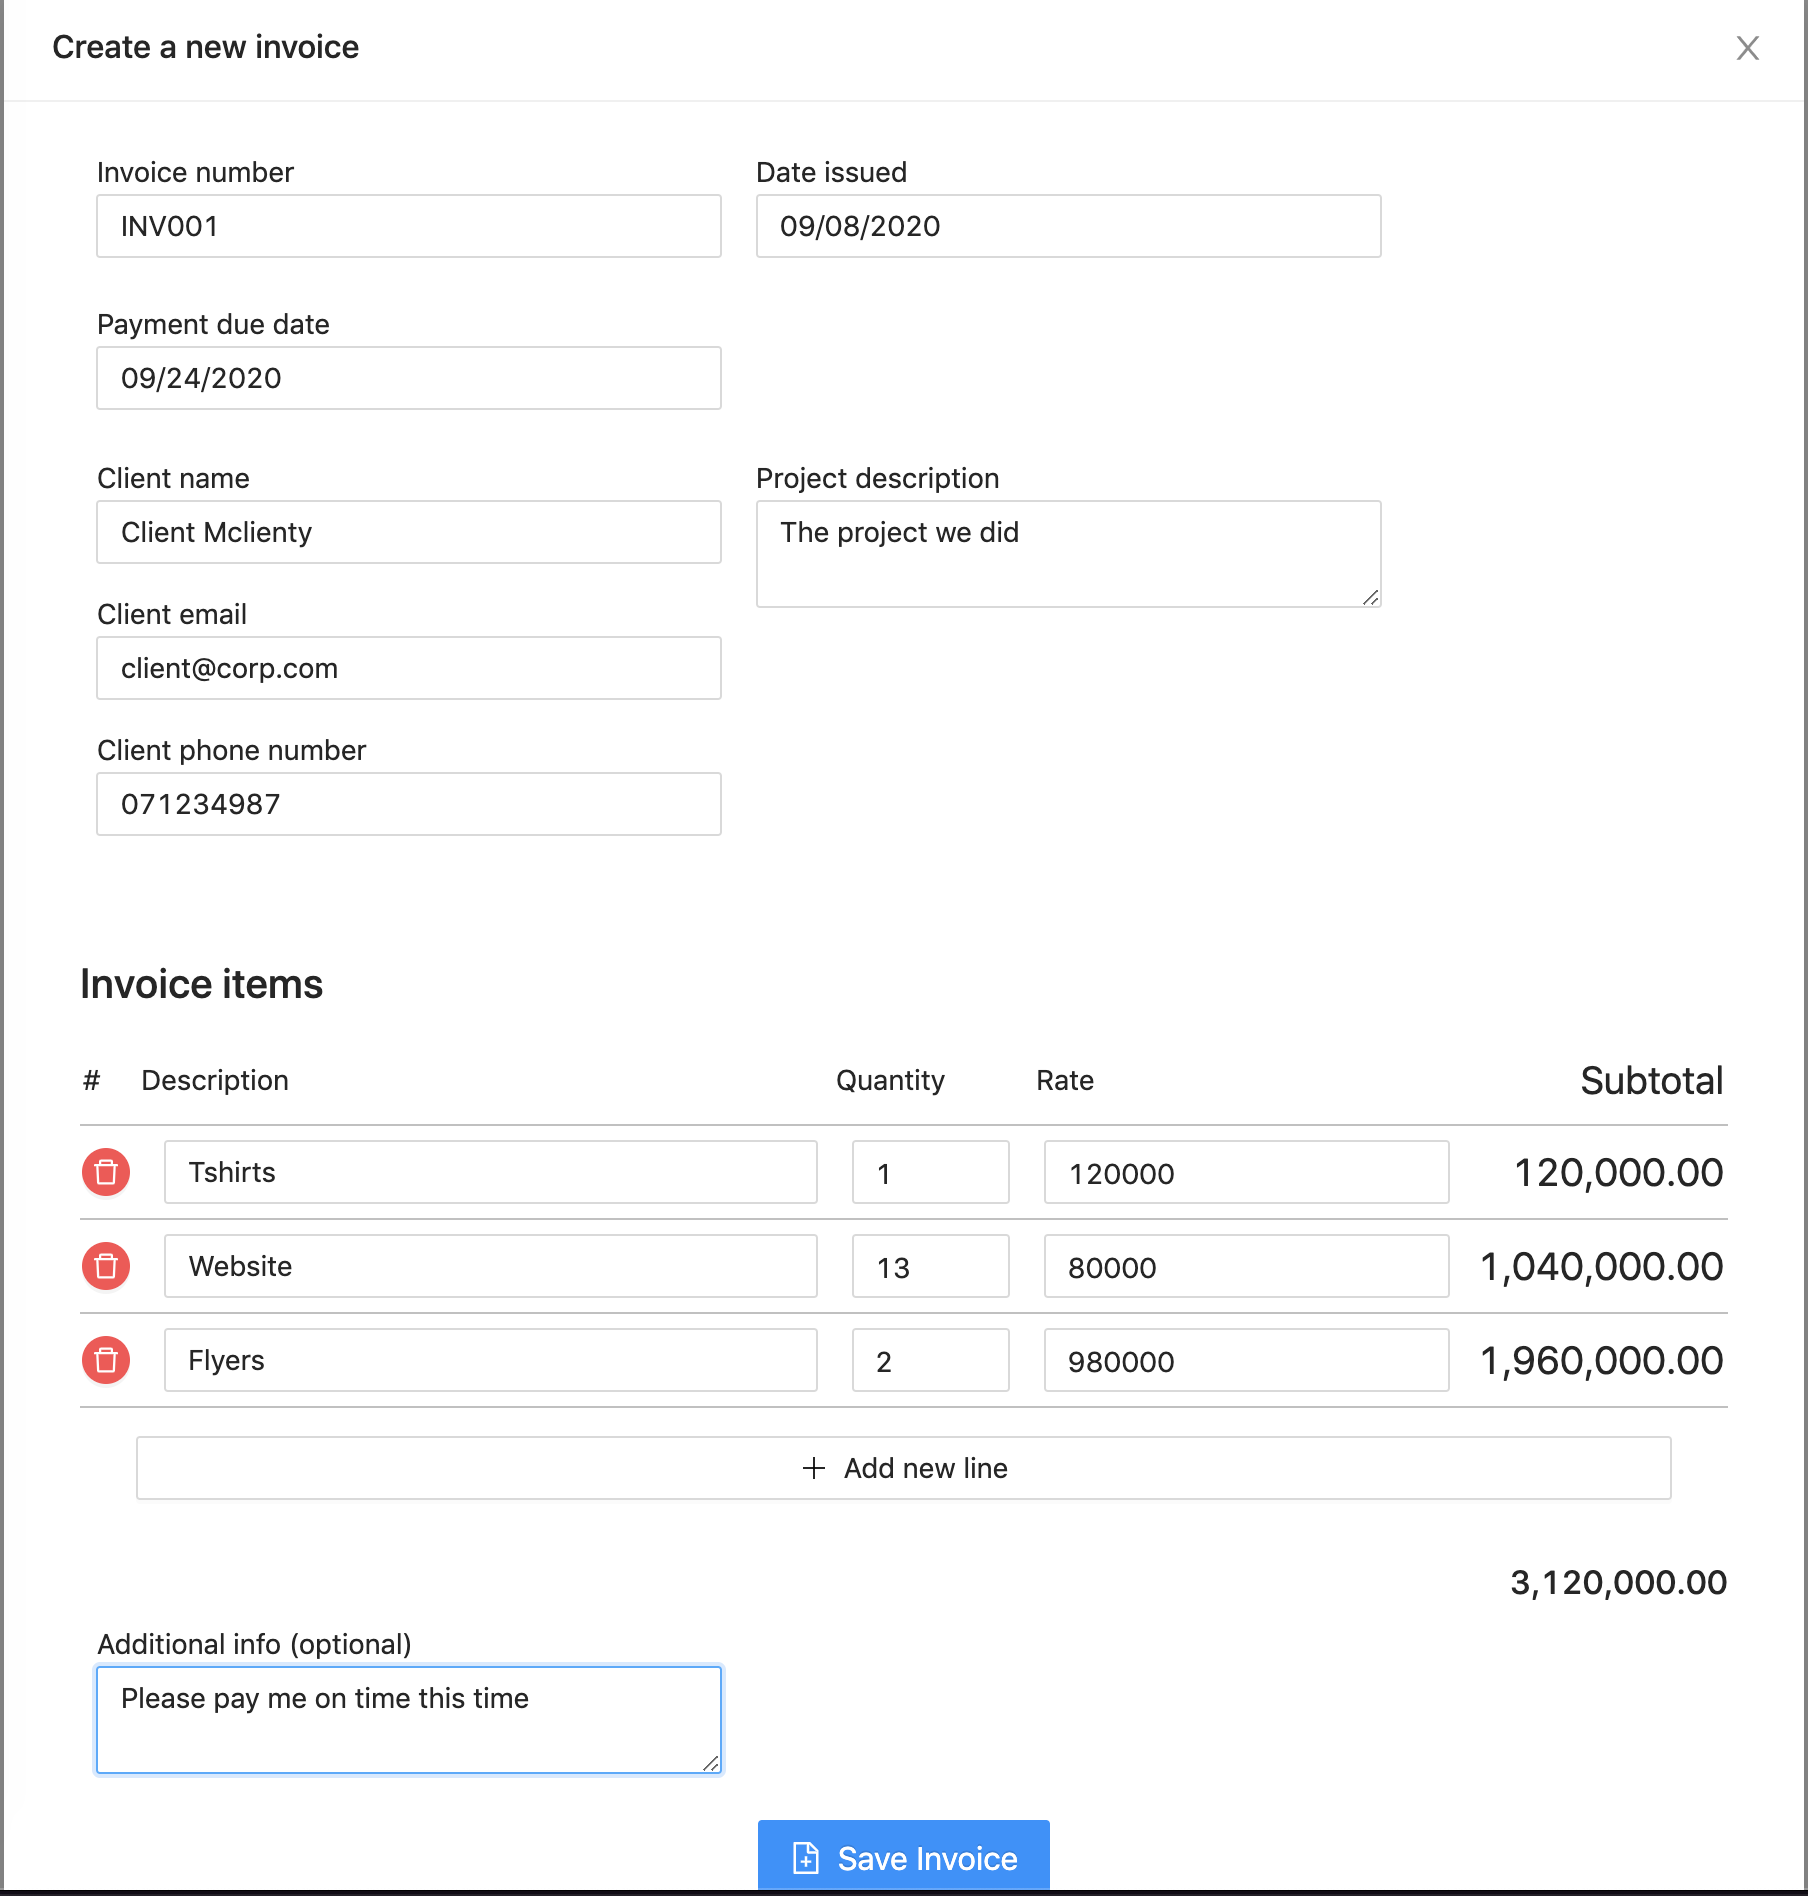 Create a new invoice
Invoice number
Date issued
INV001
09/08/2020
Payment due date
09/24/2020
Client name
Project description
Client Mclienty
The project we did
Client email
client@corp.com
Client phone number
071234987
Invoice items
# Description Quantity Rate Subtotal
Tshirts 1 120000 120,000.00
Website 13 80000 1,040,000.00
Flyers 2 980000 1,960,000.00
Add new line
3,120,000.00
Additional info (optional)
Please pay me on time this time
Save Invoice